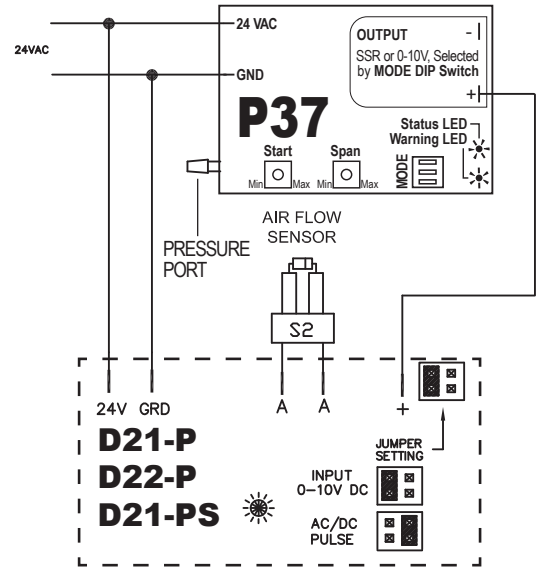 24VAC
24 VAC
GND
OUTPUT
-
SSR or 0-10V, Selected
by MODE DIP Switch
+
P37
Status LED
Warning LED
Start
Span
Min Max
Min Max
MODE
PRESSURE
PORT
AIR FLOW
SENSOR
S2
24V GRD
A A
+
D21-P
D22-P
D21-PS
JUMPER
SETTING
INPUT
0-10V DC
AC/DC
PULSE